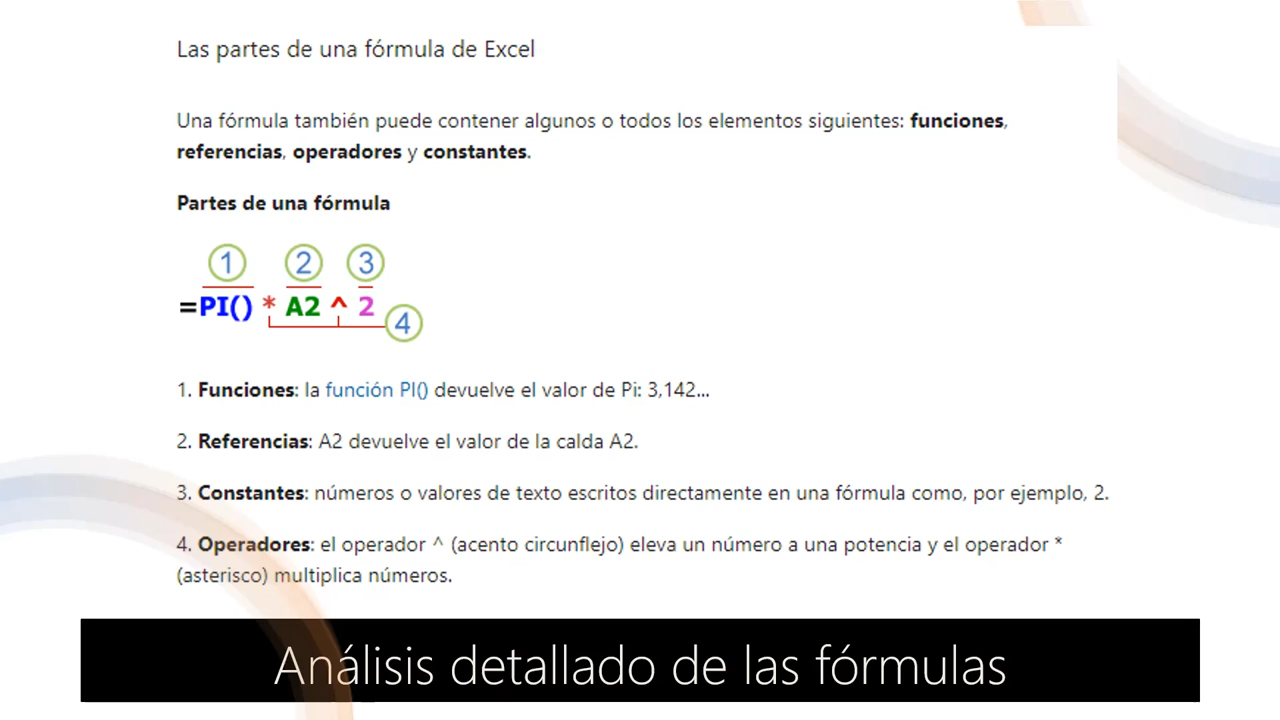 Las partes de una fórmula de Excel
Una fórmula también puede contener algunos o todos los elementos siguientes: funciones,
referencias, operadores y constantes.
Partes de una fórmula
1 2 3
=PI() * A2 ^ 2
4
1. Funciones: la función PI() devuelve el valor de Pi: 3,142...
2. Referencias: A2 devuelve el valor de la calda A2.
3. Constantes: números o valores de texto escritos directamente en una fórmula como, por ejemplo, 2.
4. Operadores: el operador ^ (acento circunflejo) eleva un número a una potencia y el operador *
(asterisco) multiplica números.
Análisis detallado de las fórmulas